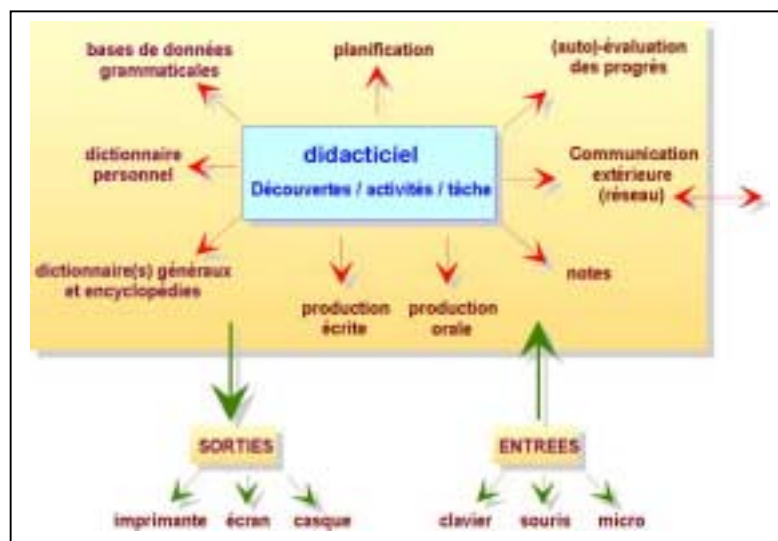 bases de données
grammaticales
planification
(auto)-évaluation
des progrès
didacticiel
Découvertes / activités / tâche
dictionnaire
personnel
Communication
extérieure
(réseau)
dictionnaire(s) généraux
et encyclopédies
production
écrite
production
orale
notes
SORTIES
ENTREES
imprimante
écran
casque
clavier
souris
micro